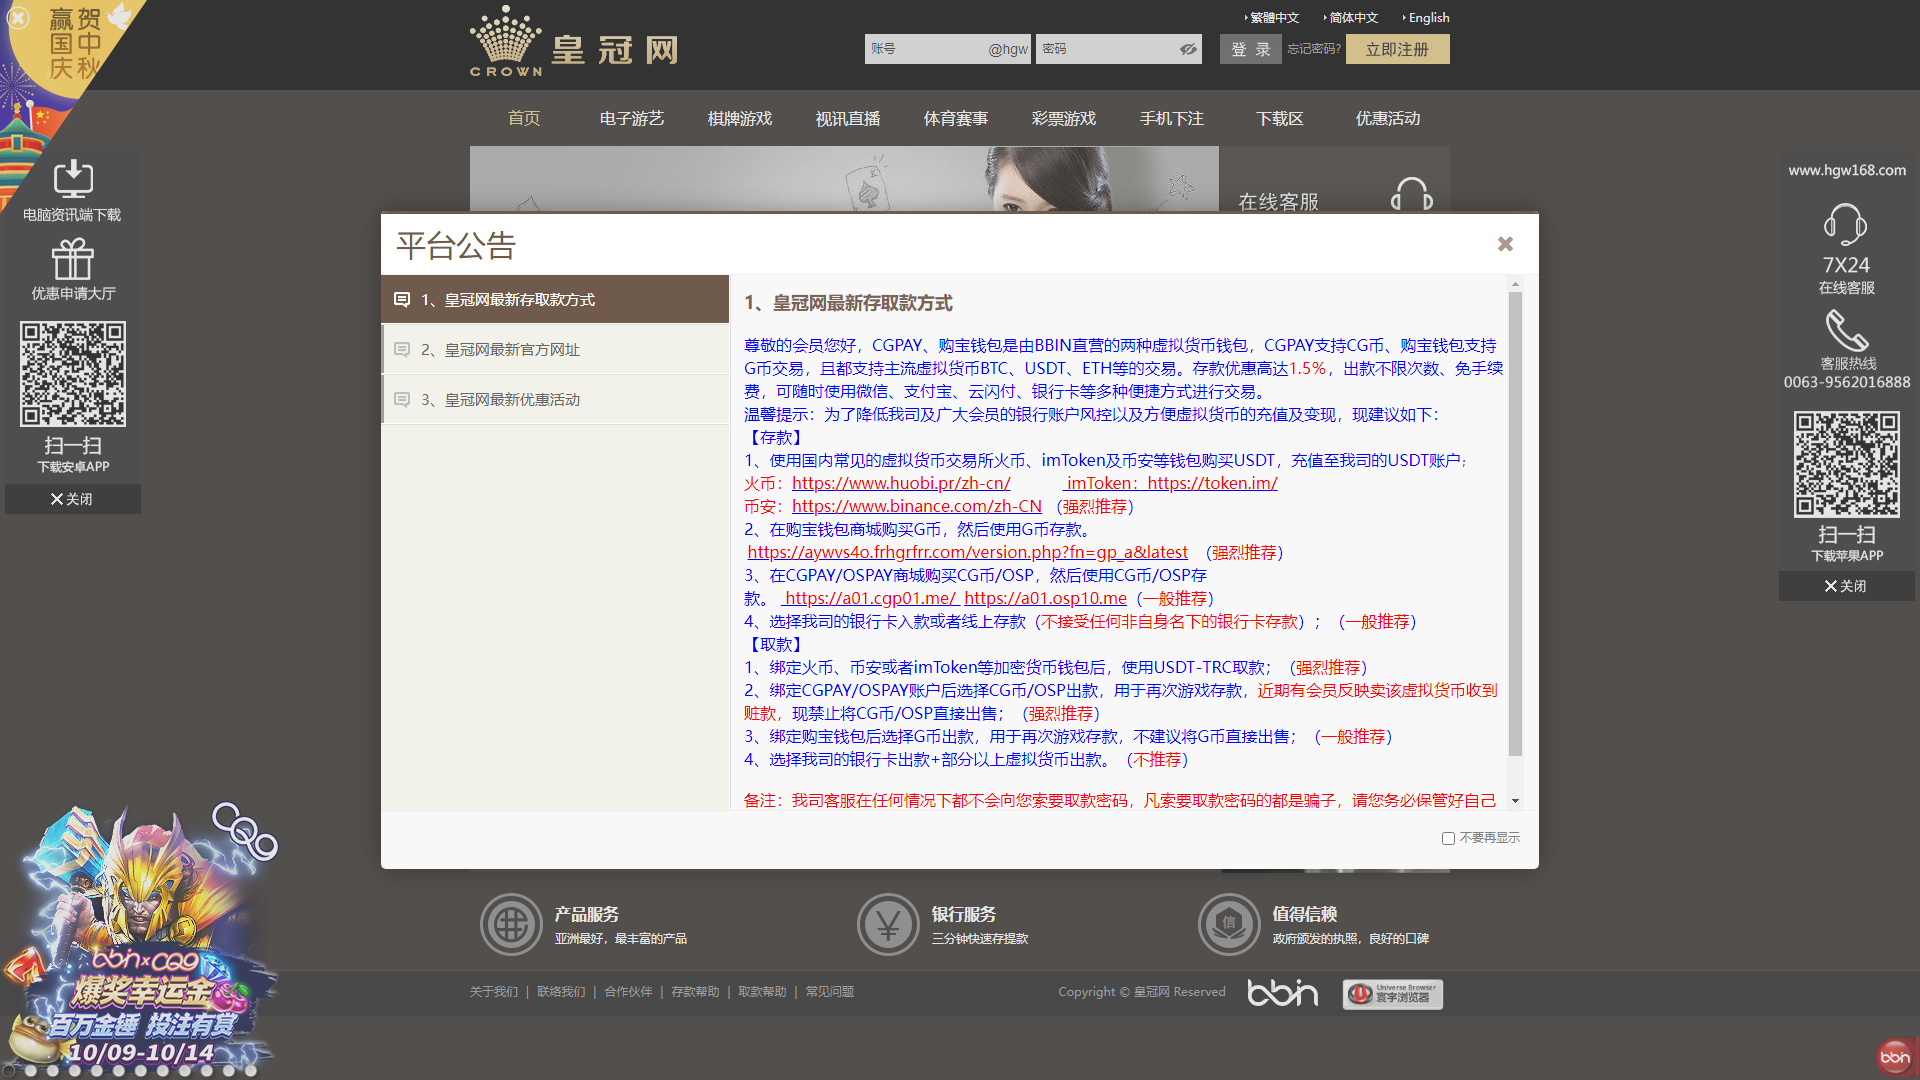 贺中秋
赢国庆
CROWN
皇冠网
繁體中文
简体中文
English
账号
@hgw
密码
登 录
忘记密码?
立即注册
首页
电子游艺
棋牌游戏
视讯直播
体育赛事
彩票游戏
手机下注
下载区
优惠活动
在线客服
电脑资讯端下载
优惠申请大厅
扫一扫
下载安卓APP
关闭
www.hgw168.com
7X24
在线客服
客服热线
0063-9562016888
扫一扫
下载苹果APP
关闭
平台公告
1、皇冠网最新存取款方式
2、皇冠网最新官方网址
3、皇冠网最新优惠活动
1、皇冠网最新存取款方式
尊敬的会员您好，CGPAY、购宝钱包是由BBIN直营的两种虚拟货币钱包，CGPAY支持CG币、购宝钱包支持
G币交易，且都支持主流虚拟货币BTC、USDT、ETH等的交易。存款优惠高达1.5%，出款不限次数、免手续
费，可随时使用微信、支付宝、云闪付、银行卡等多种便捷方式进行交易。
温馨提示：为了降低我司及广大会员的银行账户风控以及方便虚拟货币的充值及变现，现建议如下：
【存款】
1、使用国内常见的虚拟货币交易所火币、imToken及币安等钱包购买USDT，充值至我司的USDT账户；
火币：https://www.huobi.pr/zh-cn/ imToken：https://token.im/
币安：https://www.binance.com/zh-CN （强烈推荐）
2、在购宝钱包商城购买G币，然后使用G币存款。
https://aywvs4o.frhgrfrr.com/version.php?fn=gp_a&latest （强烈推荐）
3、在CGPAY/OSPAY商城购买CG币/OSP，然后使用CG币/OSP存
款。 https://a01.cgp01.me/ https://a01.osp10.me（一般推荐）
4、选择我司的银行卡入款或者线上存款（不接受任何非自身名下的银行卡存款）；（一般推荐）
【取款】
1、绑定火币、币安或者imToken等加密货币钱包后，使用USDT-TRC取款；（强烈推荐）
2、绑定CGPAY/OSPAY账户后选择CG币/OSP出款，用于再次游戏存款，近期有会员反映卖该虚拟货币收到
赃款，现禁止将CG币/OSP直接出售；（强烈推荐）
3、绑定购宝钱包后选择G币出款，用于再次游戏存款，不建议将G币直接出售；（一般推荐）
4、选择我司的银行卡出款+部分以上虚拟货币出款。（不推荐）
备注：我司客服在任何情况下都不会向您索要取款密码，凡索要取款密码的都是骗子，请您务必保管好自己
不要再显示
CQ9
bbin x CQ9
爆奖幸运金
百万金锤 投注有赏
10/09-10/14
产品服务
亚洲最好，最丰富的产品
银行服务
三分钟快速存提款
信
值得信赖
政府颁发的执照，良好的口碑
关于我们 | 联络我们 | 合作伙伴 | 存款帮助 | 取款帮助 | 常见问题
Copyright © 皇冠网 Reserved
bbin
Universe Browser
寰宇浏览器
bbin